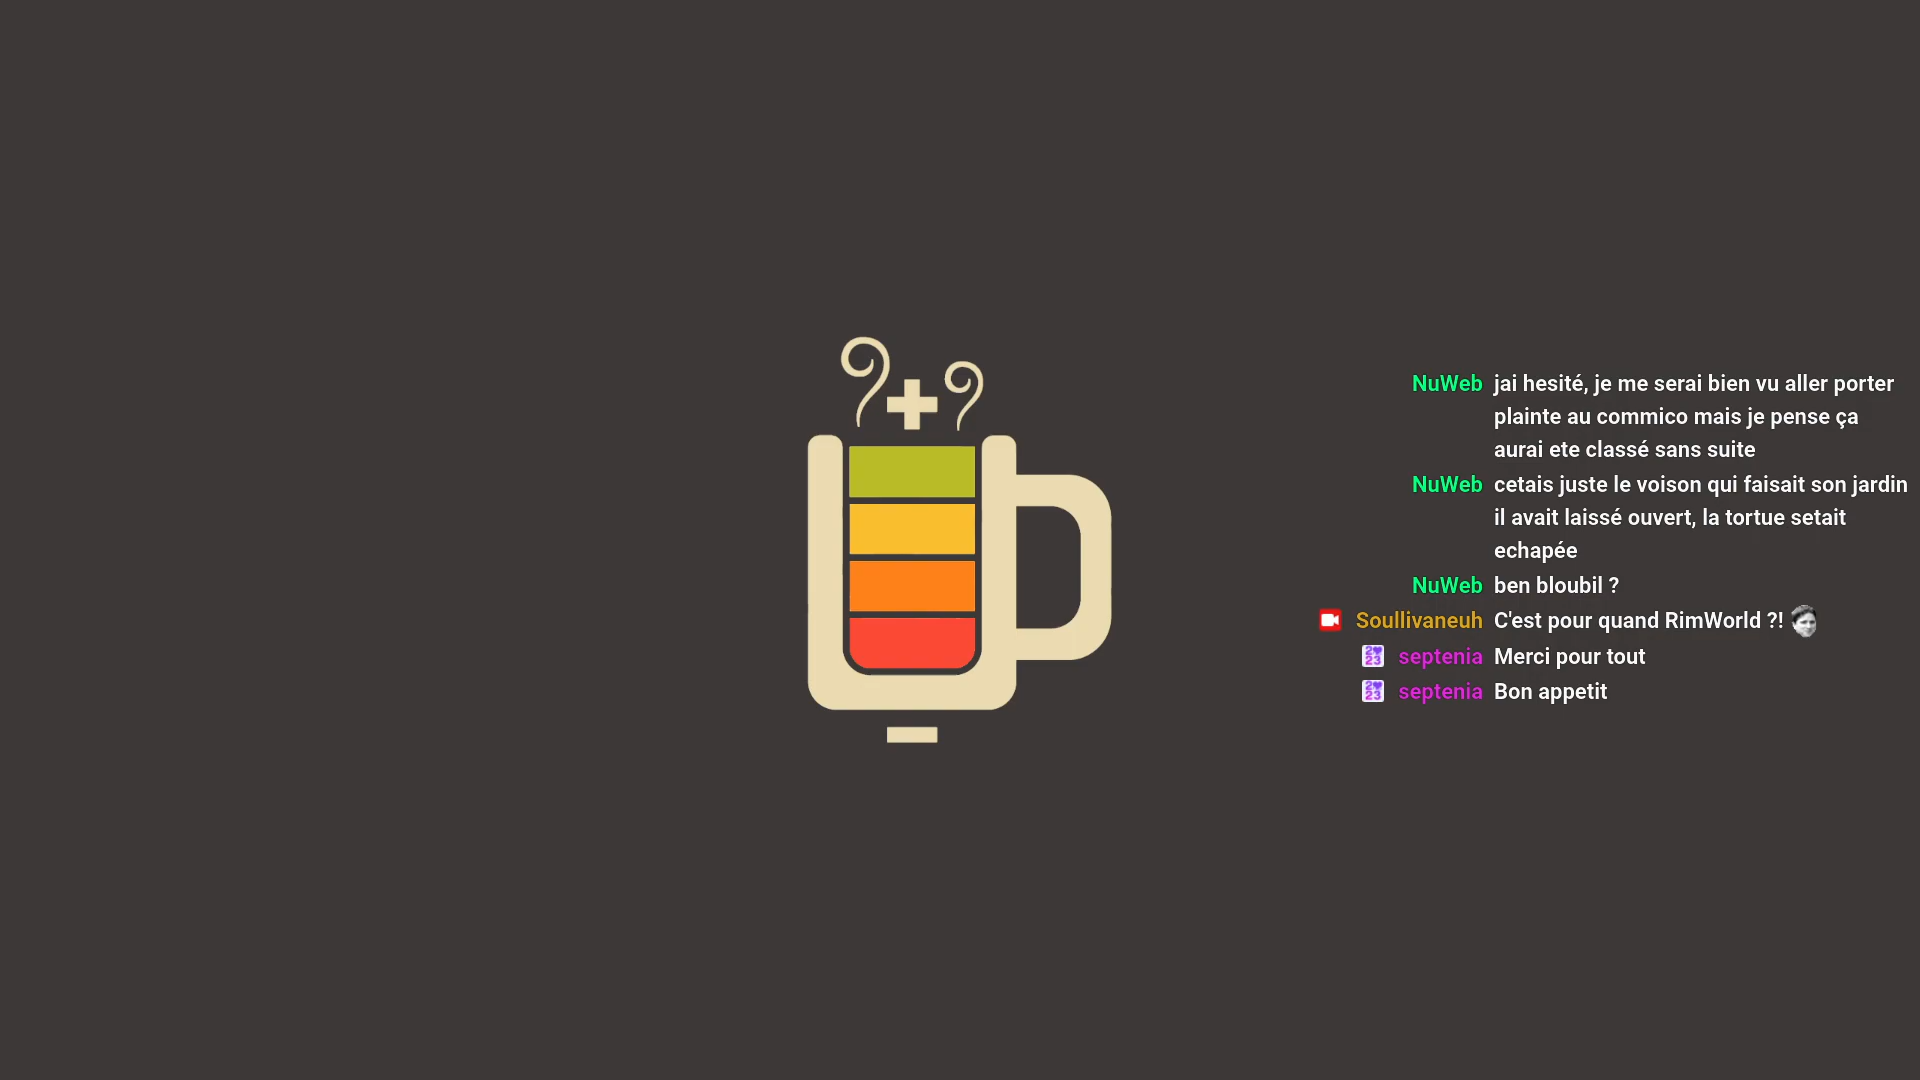 NuWeb jai hesité, je me serai bien vu aller porter
plainte au commico mais je pense ça
aurai ete classé sans suite
NuWeb cetais juste le voison qui faisait son jardin
il avait laissé ouvert, la tortue setait
echapée
NuWeb ben bloubil ?
Soullivaneuh C'est pour quand RimWorld ?!
septenia Merci pour tout
septenia Bon appetit